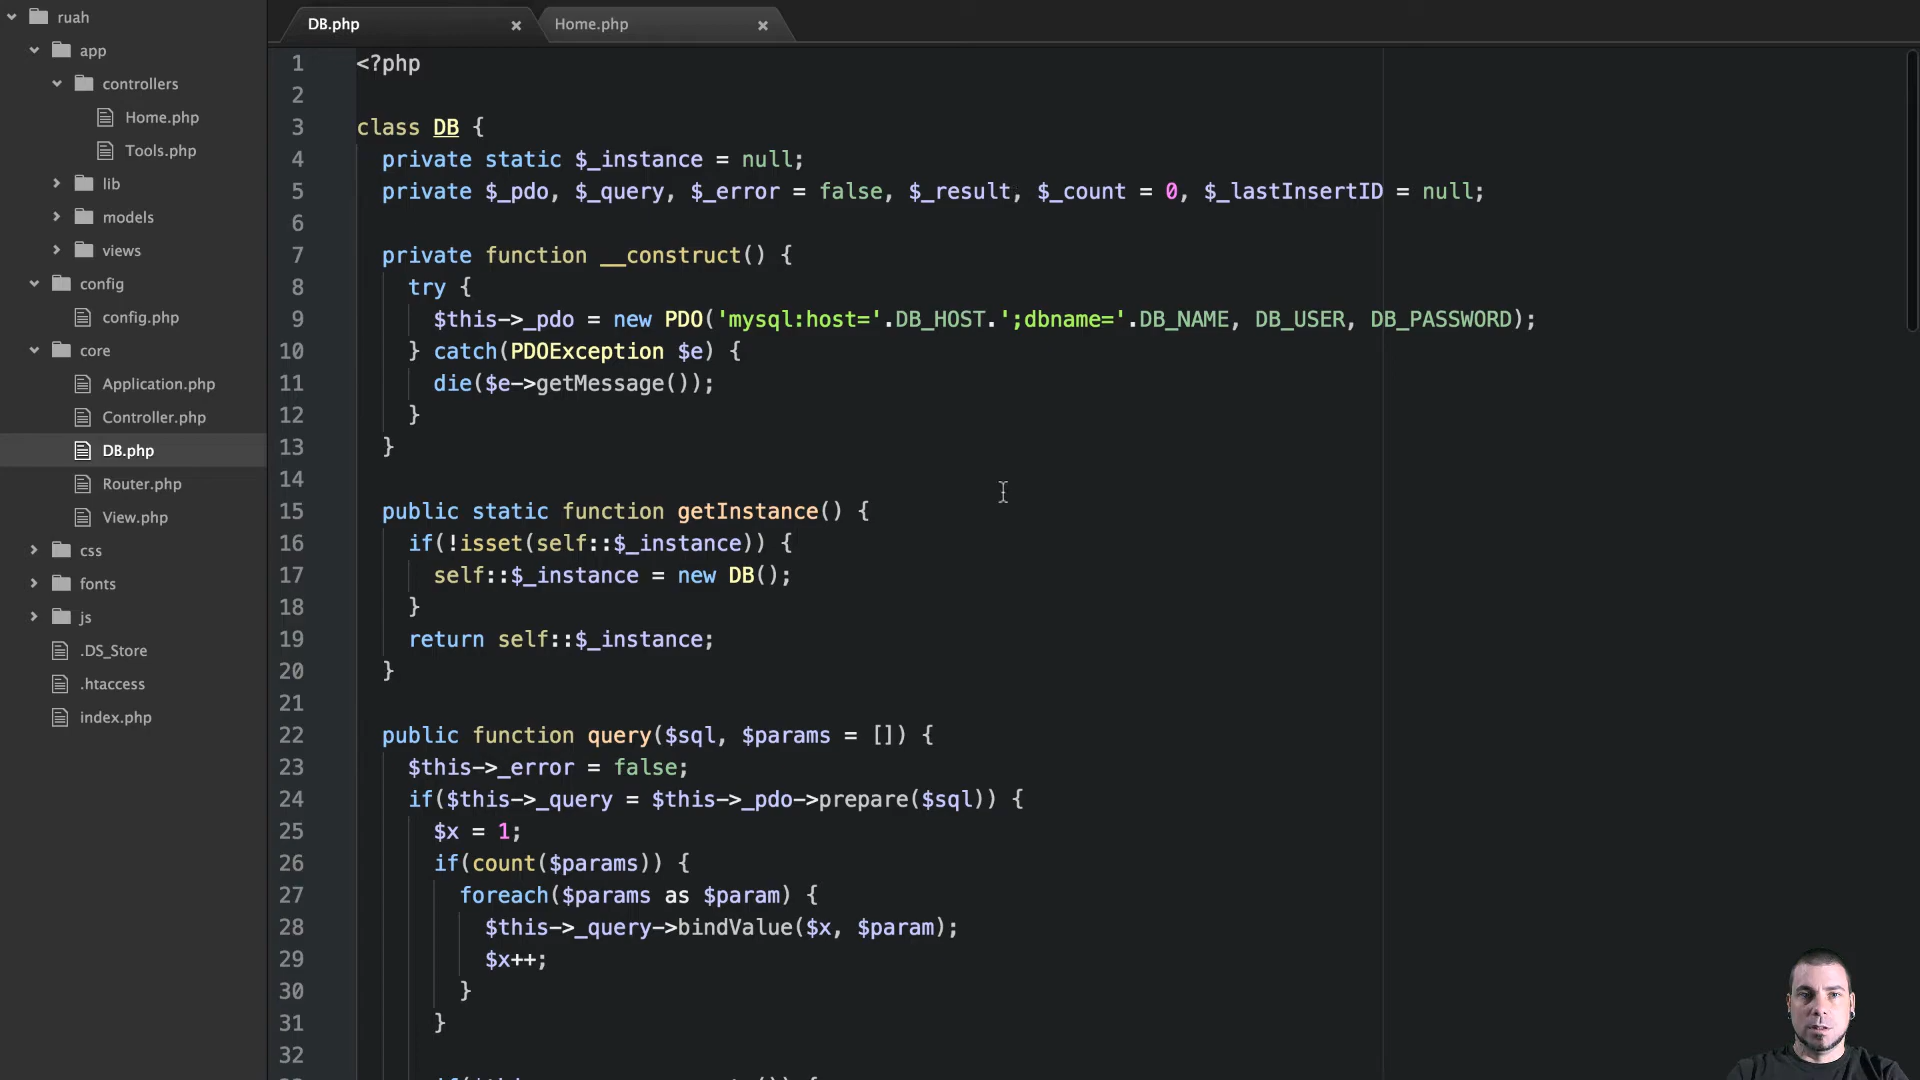 ruah
app
controllers
Home.php
Tools.php
lib
models
views
config
config.php
core
Application.php
Controller.php
DB.php
Router.php
View.php
css
fonts
js
.DS_Store
.htaccess
index.php
DB.php × Home.php ×
1 <?php
2
3 class DB {
4 private static $_instance = null;
5 private $_pdo, $_query, $_error = false, $_result, $_count = 0, $_lastInsertID = null;
6
7 private function __construct() {
8 try {
9 $this->_pdo = new PDO('mysql:host='.DB_HOST.';dbname='.DB_NAME, DB_USER, DB_PASSWORD);
10 } catch(PDOException $e) {
11 die($e->getMessage());
12 }
13 }
14
15 public static function getInstance() {
16 if(!isset(self::$_instance)) {
17 self::$_instance = new DB();
18 }
19 return self::$_instance;
20 }
21
22 public function query($sql, $params = []) {
23 $this->_error = false;
24 if($this->_query = $this->_pdo->prepare($sql)) {
25 $x = 1;
26 if(count($params)) {
27 foreach($params as $param) {
28 $this->_query->bindValue($x, $param);
29 $x++;
30 }
31 }
32